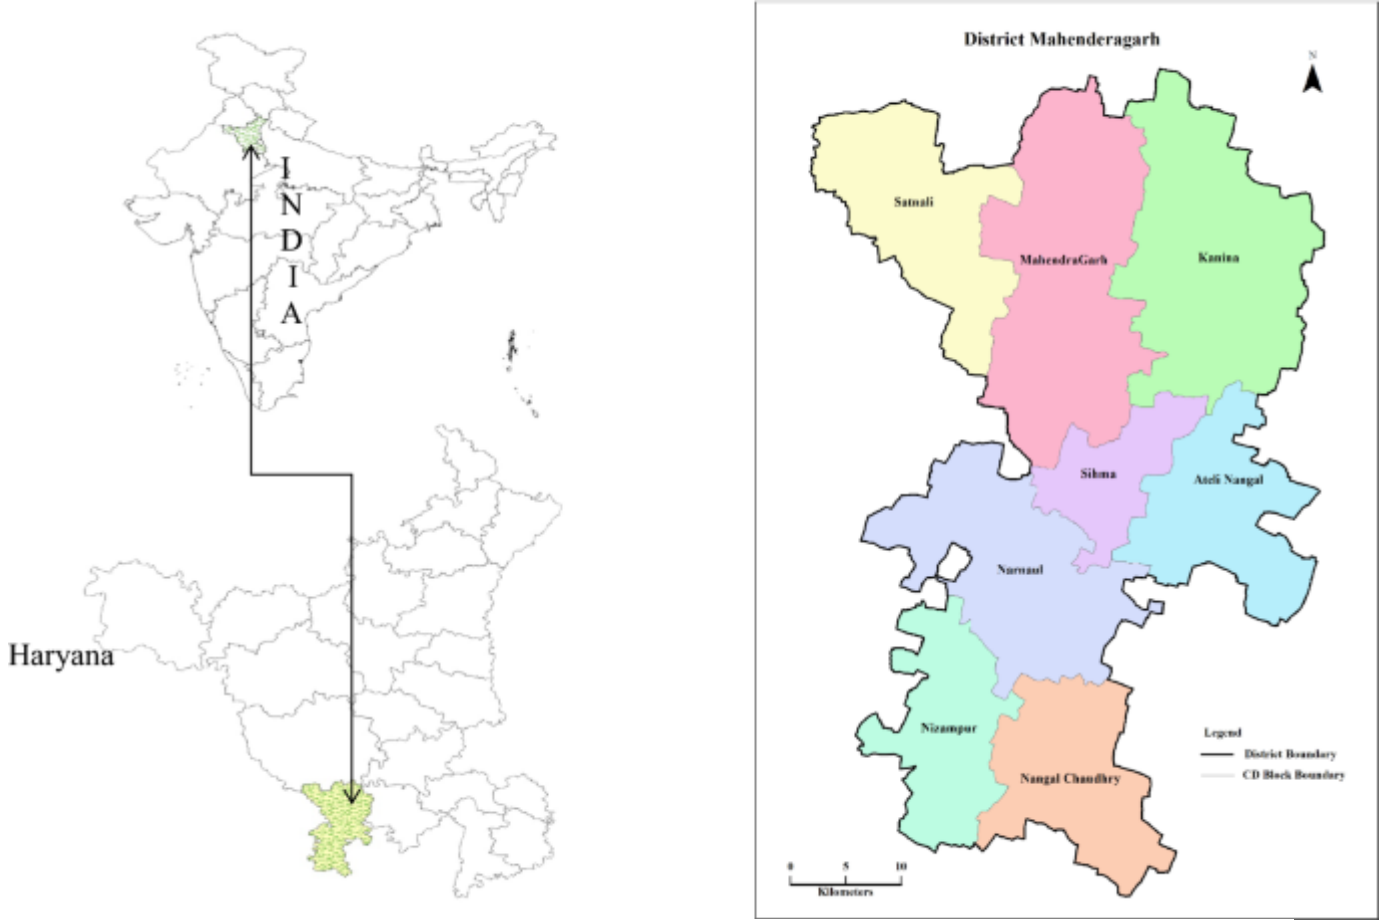 I
N
D
I
A
Haryana
District Mahenderagarh
N
Satnali
MahendraGarh
Kanina
Sihma
Ateli Nangal
Narnaul
Nizampur
Nangal Chaudhry
Legend
District Boundary
CD Block Boundary
0 5 10
Kilometers